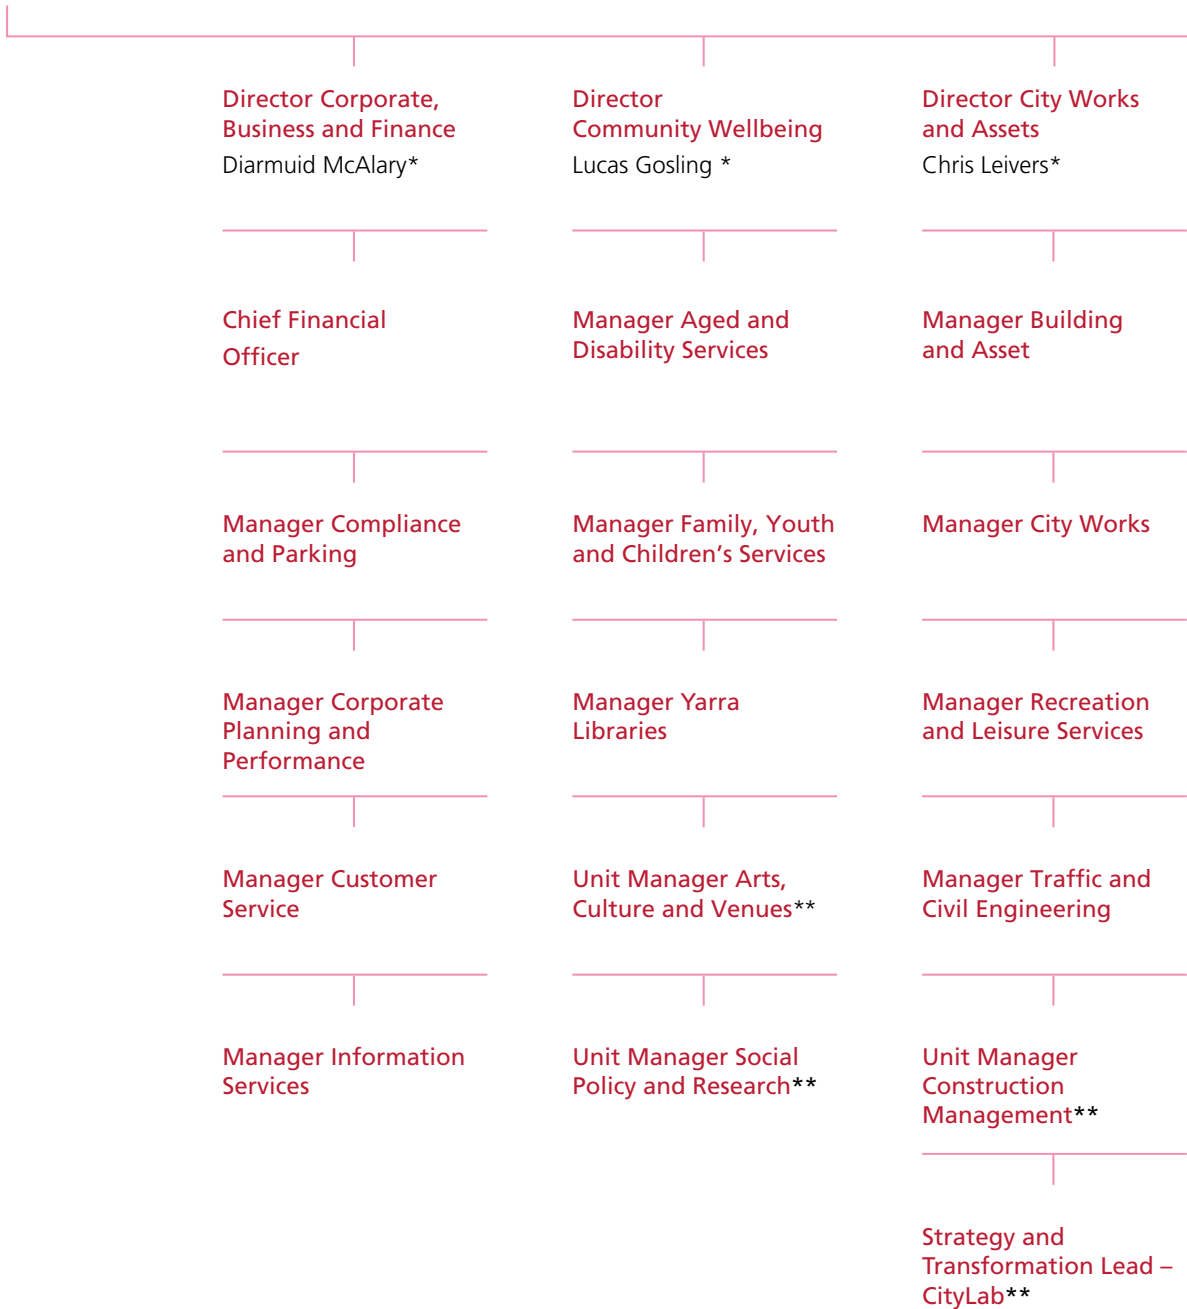 Director Corporate,
Business and Finance
Diarmuid McAlary*
Chief Financial
Officer
Manager Compliance
and Parking
Manager Corporate
Planning and
Performance
Manager Customer
Service
Manager Information
Services
Director
Community Wellbeing
Lucas Gosling *
Manager Aged and
Disability Services
Manager Family, Youth
and Children’s Services
Manager Yarra
Libraries
Unit Manager Arts,
Culture and Venues**
Unit Manager Social
Policy and Research**
Director City Works
and Assets
Chris Leivers*
Manager Building
and Asset
Manager City Works
Manager Recreation
and Leisure Services
Manager Traffic and
Civil Engineering
Unit Manager
Construction
Management**
Strategy and
Transformation Lead –
CityLab**